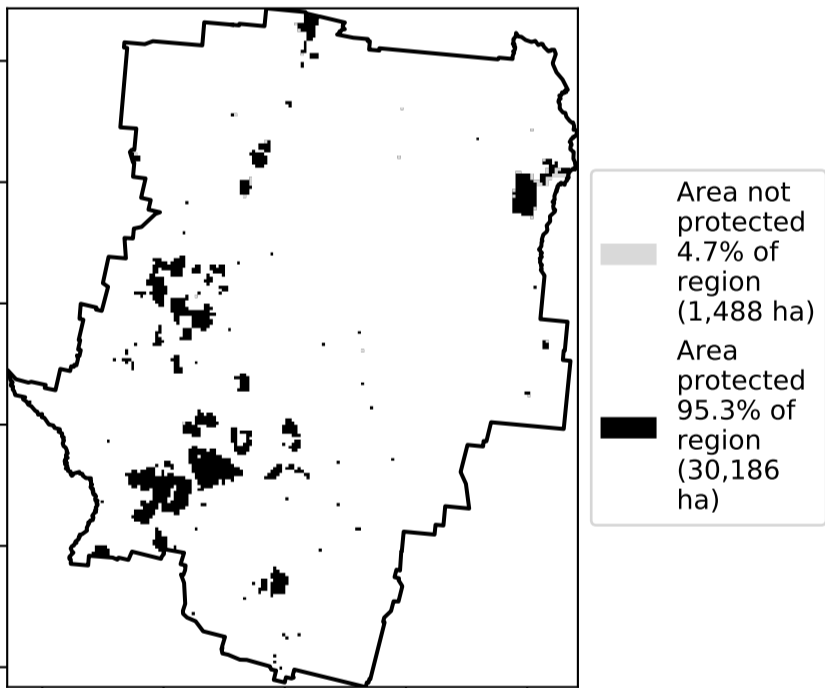 Area not
protected
4.7% of
region
(1,488 ha)
Area
protected
95.3% of
region
(30,186
ha)